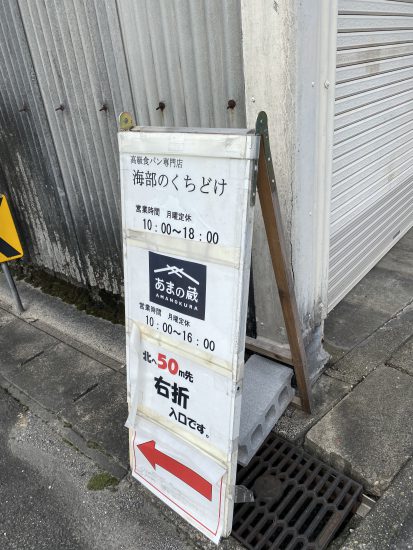 高級食パン専門店
海部のくちどけ
営業時間 月曜定休
10:00~18:00
あまの蔵
AMANOKURA
営業時間 月曜定休
10:00~16:00
北へ50m先
右折
入口です。